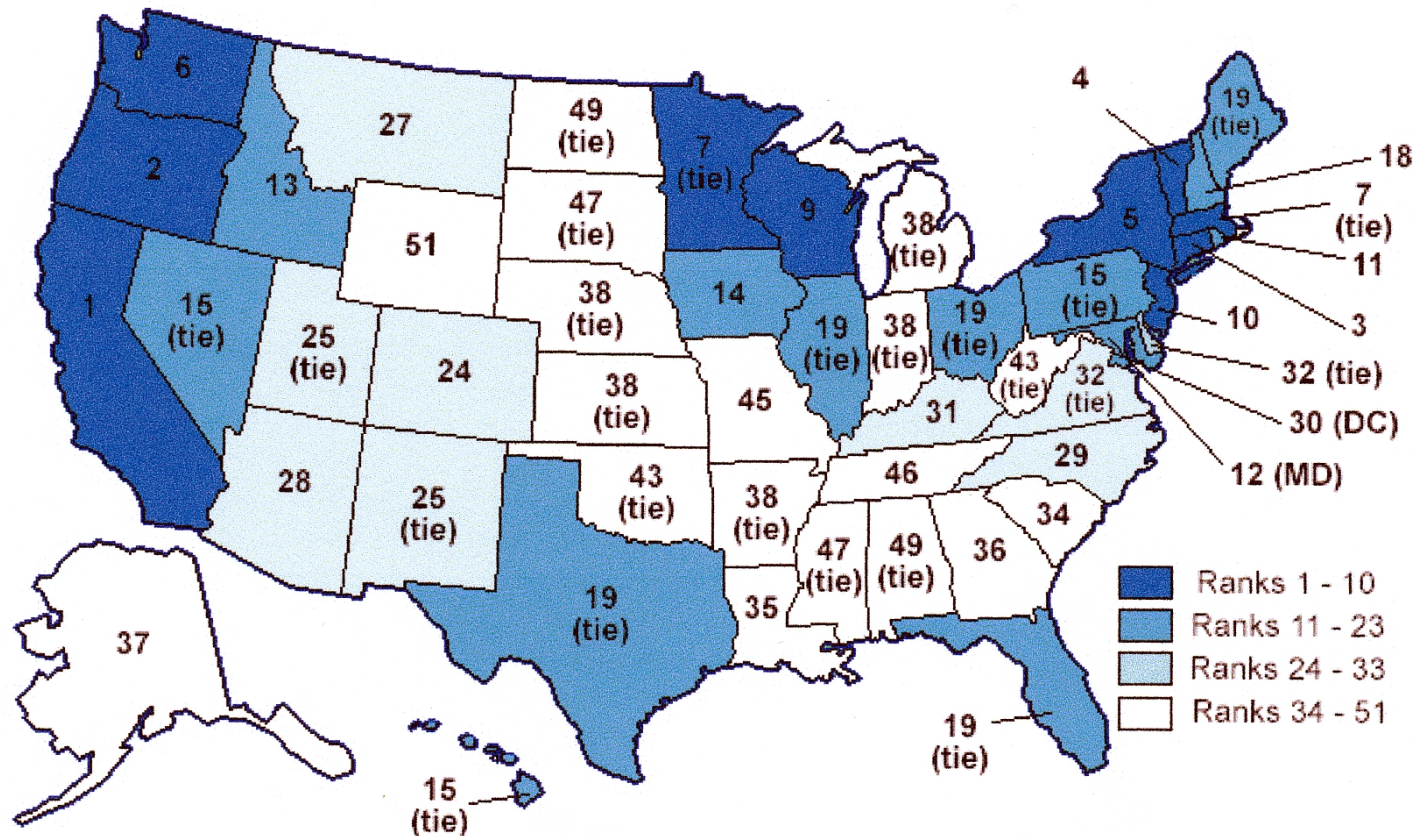 6
2
1
13
27
15
(tie)
51
25
(tie)
24
28
25
(tie)
49
(tie)
47
(tie)
38
(tie)
38
(tie)
43
(tie)
19
(tie)
7
(tie)
14
45
38
(tie)
35
9
19
(tie)
38
(tie)
38
(tie)
19
(tie)
31
46
47
(tie)
49
(tie)
36
34
29
32
(tie)
43
(tie)
15
(tie)
5
4
19
(tie)
18
7
(tie)
11
3
10
32 (tie)
30 (DC)
12 (MD)
19
(tie)
37
15
(tie)
Ranks 1 - 10
Ranks 11 - 23
Ranks 24 - 33
Ranks 34 - 51